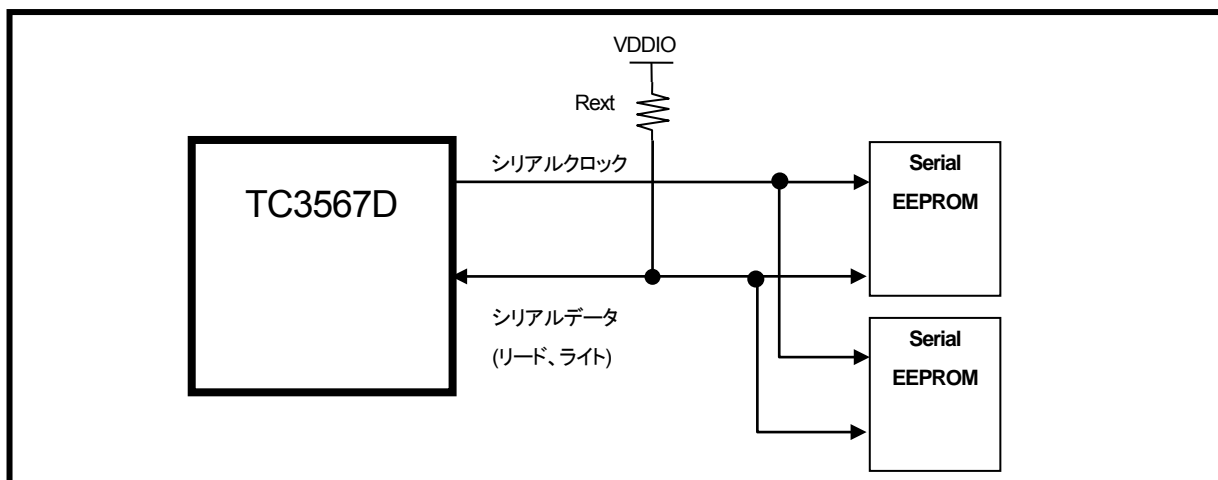 VDDIO
Rext
シリアルクロック
TC3567D
シリアルデータ
(リード、ライト)
Serial
EEPROM
Serial
EEPROM